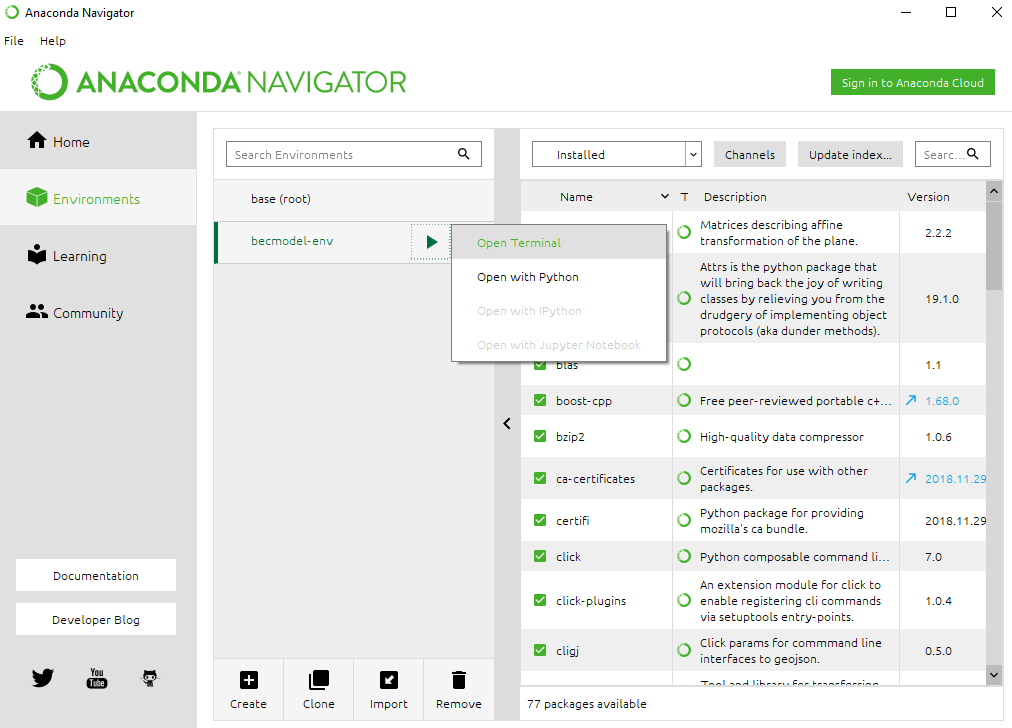 Anaconda Navigator
File Help
ANACONDA NAVIGATOR
Sign in to Anaconda Cloud
Home
Environments
Learning
Community
Documentation
Developer Blog
You
Tube
Search Environments
base (root)
becmodel-env
Open Terminal
Open with Python
Open with IPython
Open with Jupyter Notebook
Create
Clone
Import
Remove
Installed
Channels
Update index...
Searc...
Name T Description Version
Matrices describing affine
transformation of the plane.
2.2.2
Attrs is the python package that
will bring back the joy of writing
classes by relieving you from the
drudgery of implementing object
protocols (aka dunder methods).
19.1.0
blas 1.1
boost-cpp Free peer-reviewed portable c+... 1.68.0
bzip2 High-quality data compressor 1.0.6
ca-certificates
Certificates for use with other
packages.
2018.11.29
certifi
Python package for providing
mozilla's ca bundle.
2018.11.29
click Python composable command li... 7.0
click-plugins
An extension module for click to
enable registering cli commands
via setuptools entry-points.
1.0.4
cligj
Click params for commmand line
interfaces to geojson.
0.5.0
Tool and library for transferring
77 packages available